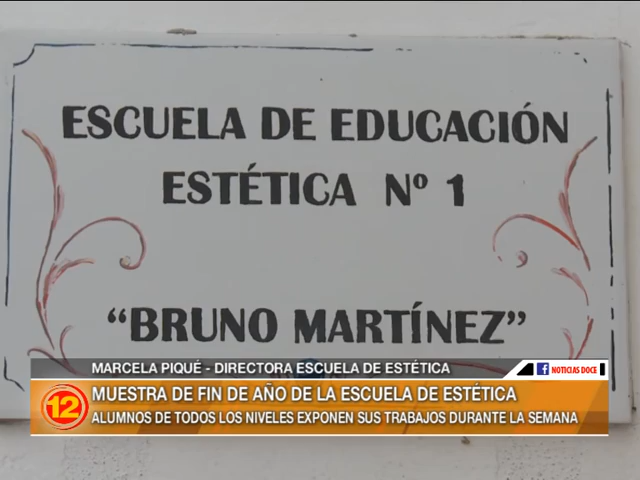 ESCUELA DE EDUCACIÓN
ESTÉTICA Nº 1
"BRUNO MARTÍNEZ"
MARCELA PIQUÉ - DIRECTORA ESCUELA DE ESTÉTICA
f NOTICIAS DOCE
12
MUESTRA DE FIN DE AÑO DE LA ESCUELA DE ESTÉTICA
ALUMNOS DE TODOS LOS NIVELES EXPONEN SUS TRABAJOS DURANTE LA SEMANA